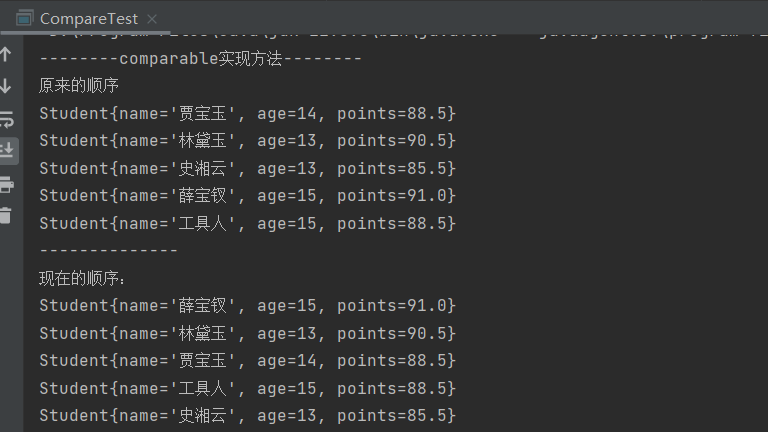 CompareTest
--------comparable实现方法--------
原来的顺序
Student{name='贾宝玉', age=14, points=88.5}
Student{name='林黛玉', age=13, points=90.5}
Student{name='史湘云', age=13, points=85.5}
Student{name='薛宝钗', age=15, points=91.0}
Student{name='工具人', age=15, points=88.5}
--------------
现在的顺序:
Student{name='薛宝钗', age=15, points=91.0}
Student{name='林黛玉', age=13, points=90.5}
Student{name='贾宝玉', age=14, points=88.5}
Student{name='工具人', age=15, points=88.5}
Student{name='史湘云', age=13, points=85.5}